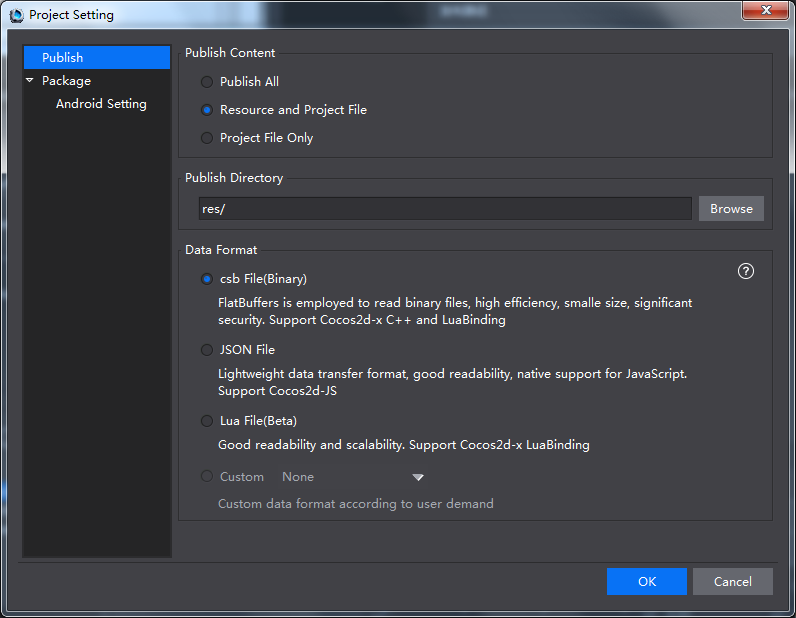 Project Setting
Publish
Package
Android Setting
Publish Content
Publish All
Resource and Project File
Project File Only
Publish Directory
res/
Browse
Data Format
csb File(Binary)
?
FlatBuffers is employed to read binary files, high efficiency, smalle size, significant
security. Support Cocos2d-x C++ and LuaBinding
JSON File
Lightweight data transfer format, good readability, native support for JavaScript.
Support Cocos2d-JS
Lua File(Beta)
Good readability and scalability. Support Cocos2d-x LuaBinding
Custom None
Custom data format according to user demand
OK
Cancel